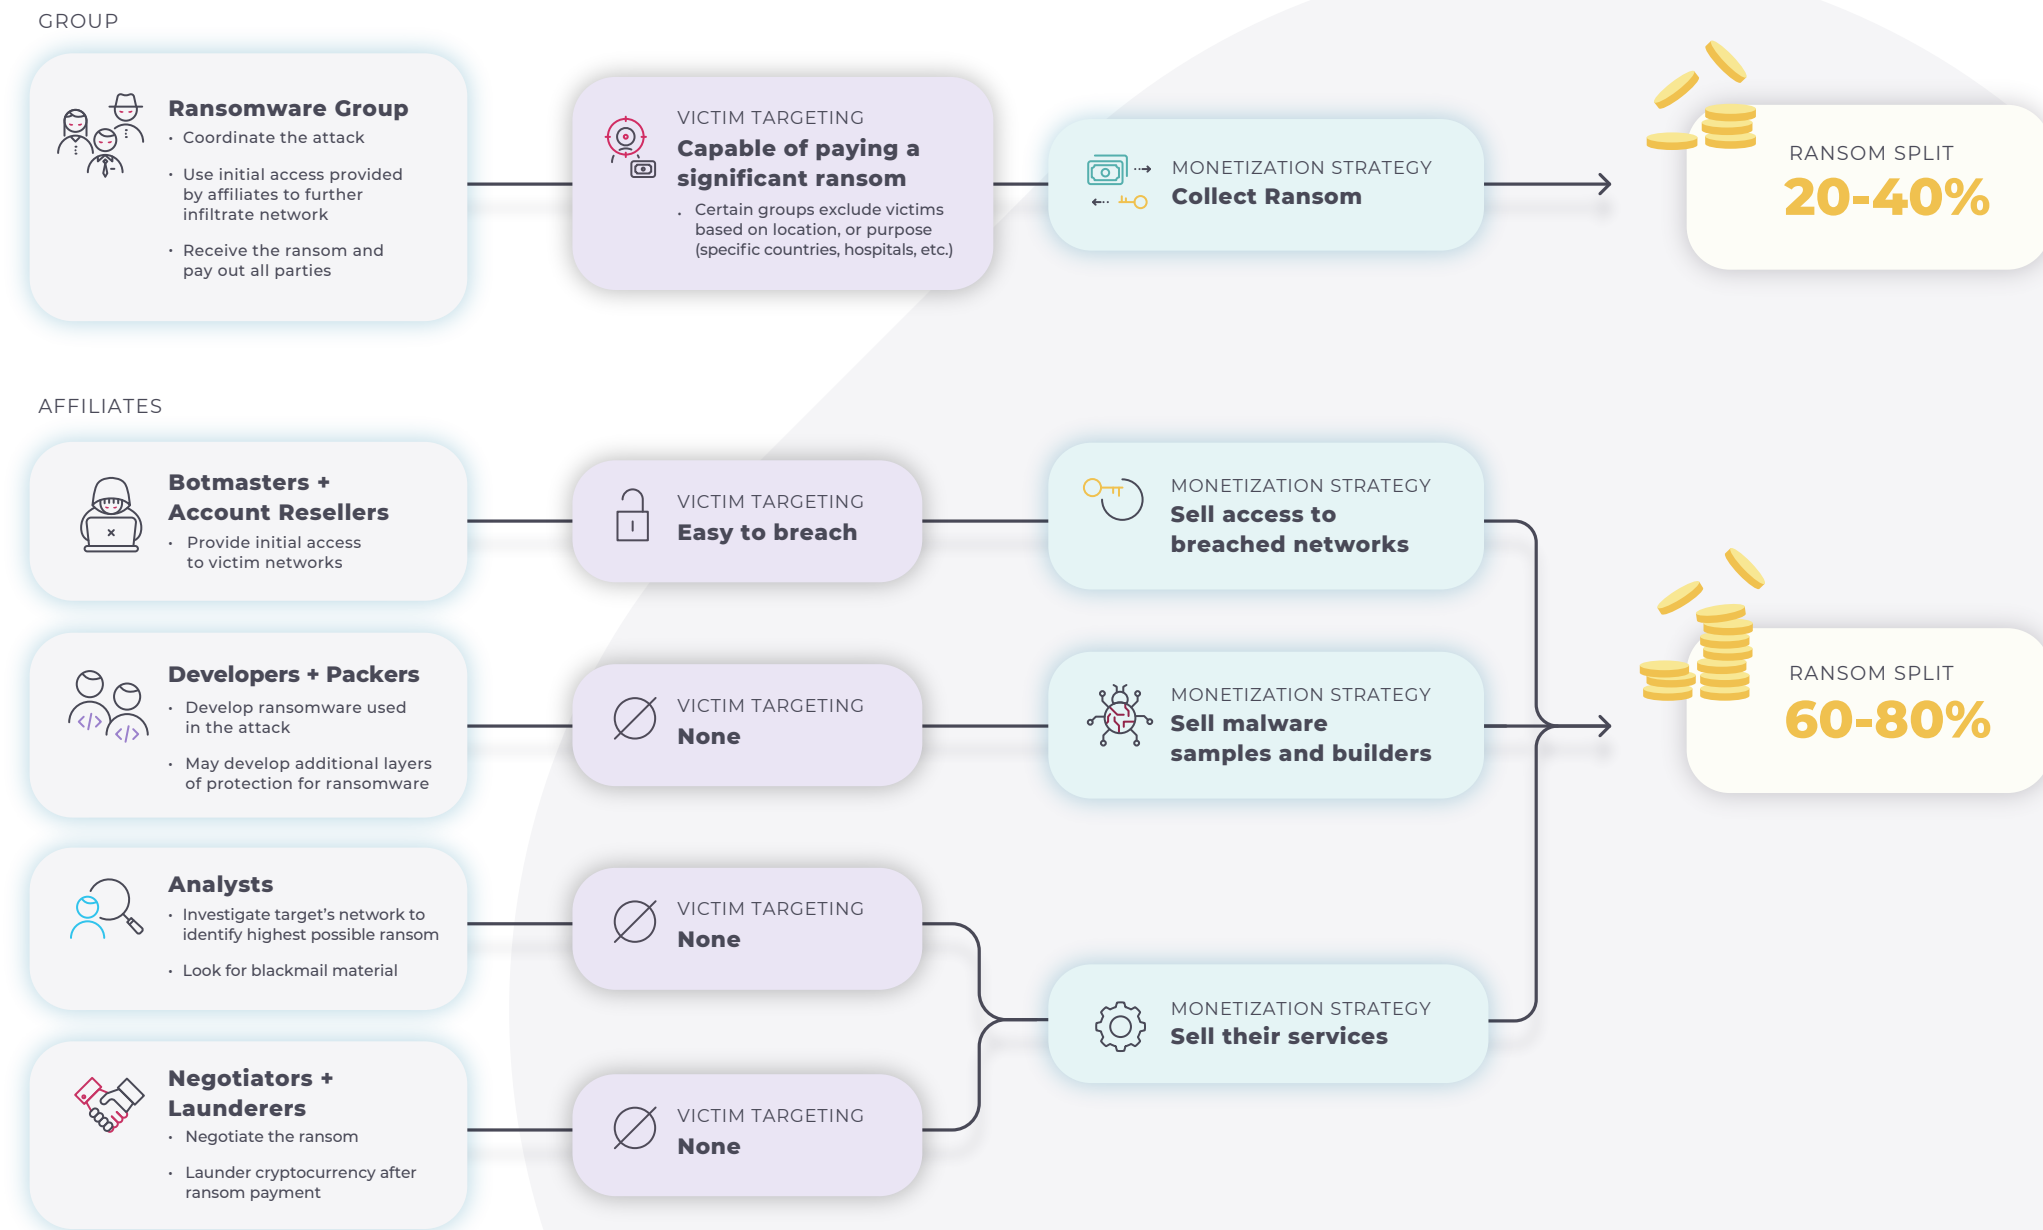 GROUP
Ransomware Group
• Coordinate the attack
• Use initial access provided
by affiliates to further
infiltrate network
• Receive the ransom and
pay out all parties
VICTIM TARGETING
Capable of paying a
significant ransom
• Certain groups exclude victims
based on location, or purpose
(specific countries, hospitals, etc.)
MONETIZATION STRATEGY
Collect Ransom
RANSOM SPLIT
20-40%
AFFILIATES
Botmasters +
Account Resellers
• Provide initial access
to victim networks
VICTIM TARGETING
Easy to breach
MONETIZATION STRATEGY
Sell access to
breached networks
Developers + Packers
• Develop ransomware used
in the attack
• May develop additional layers
of protection for ransomware
VICTIM TARGETING
None
MONETIZATION STRATEGY
Sell malware
samples and builders
RANSOM SPLIT
60-80%
Analysts
• Investigate target's network to
identify highest possible ransom
• Look for blackmail material
VICTIM TARGETING
None
Negotiators +
Launderers
• Negotiate the ransom
• Launder cryptocurrency after
ransom payment
VICTIM TARGETING
None
MONETIZATION STRATEGY
Sell their services